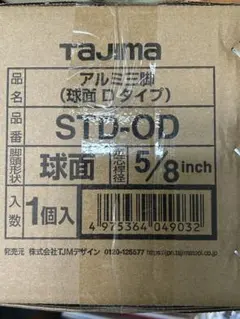 TAJIMA
品名 アルミ三脚
(球面 Dタイプ)
品番 STD-OD
脚頭形状 球面 5/8inch
入数 1個入
4 975364 049032
発売元 株式会社TJMデザイン 0120-125577